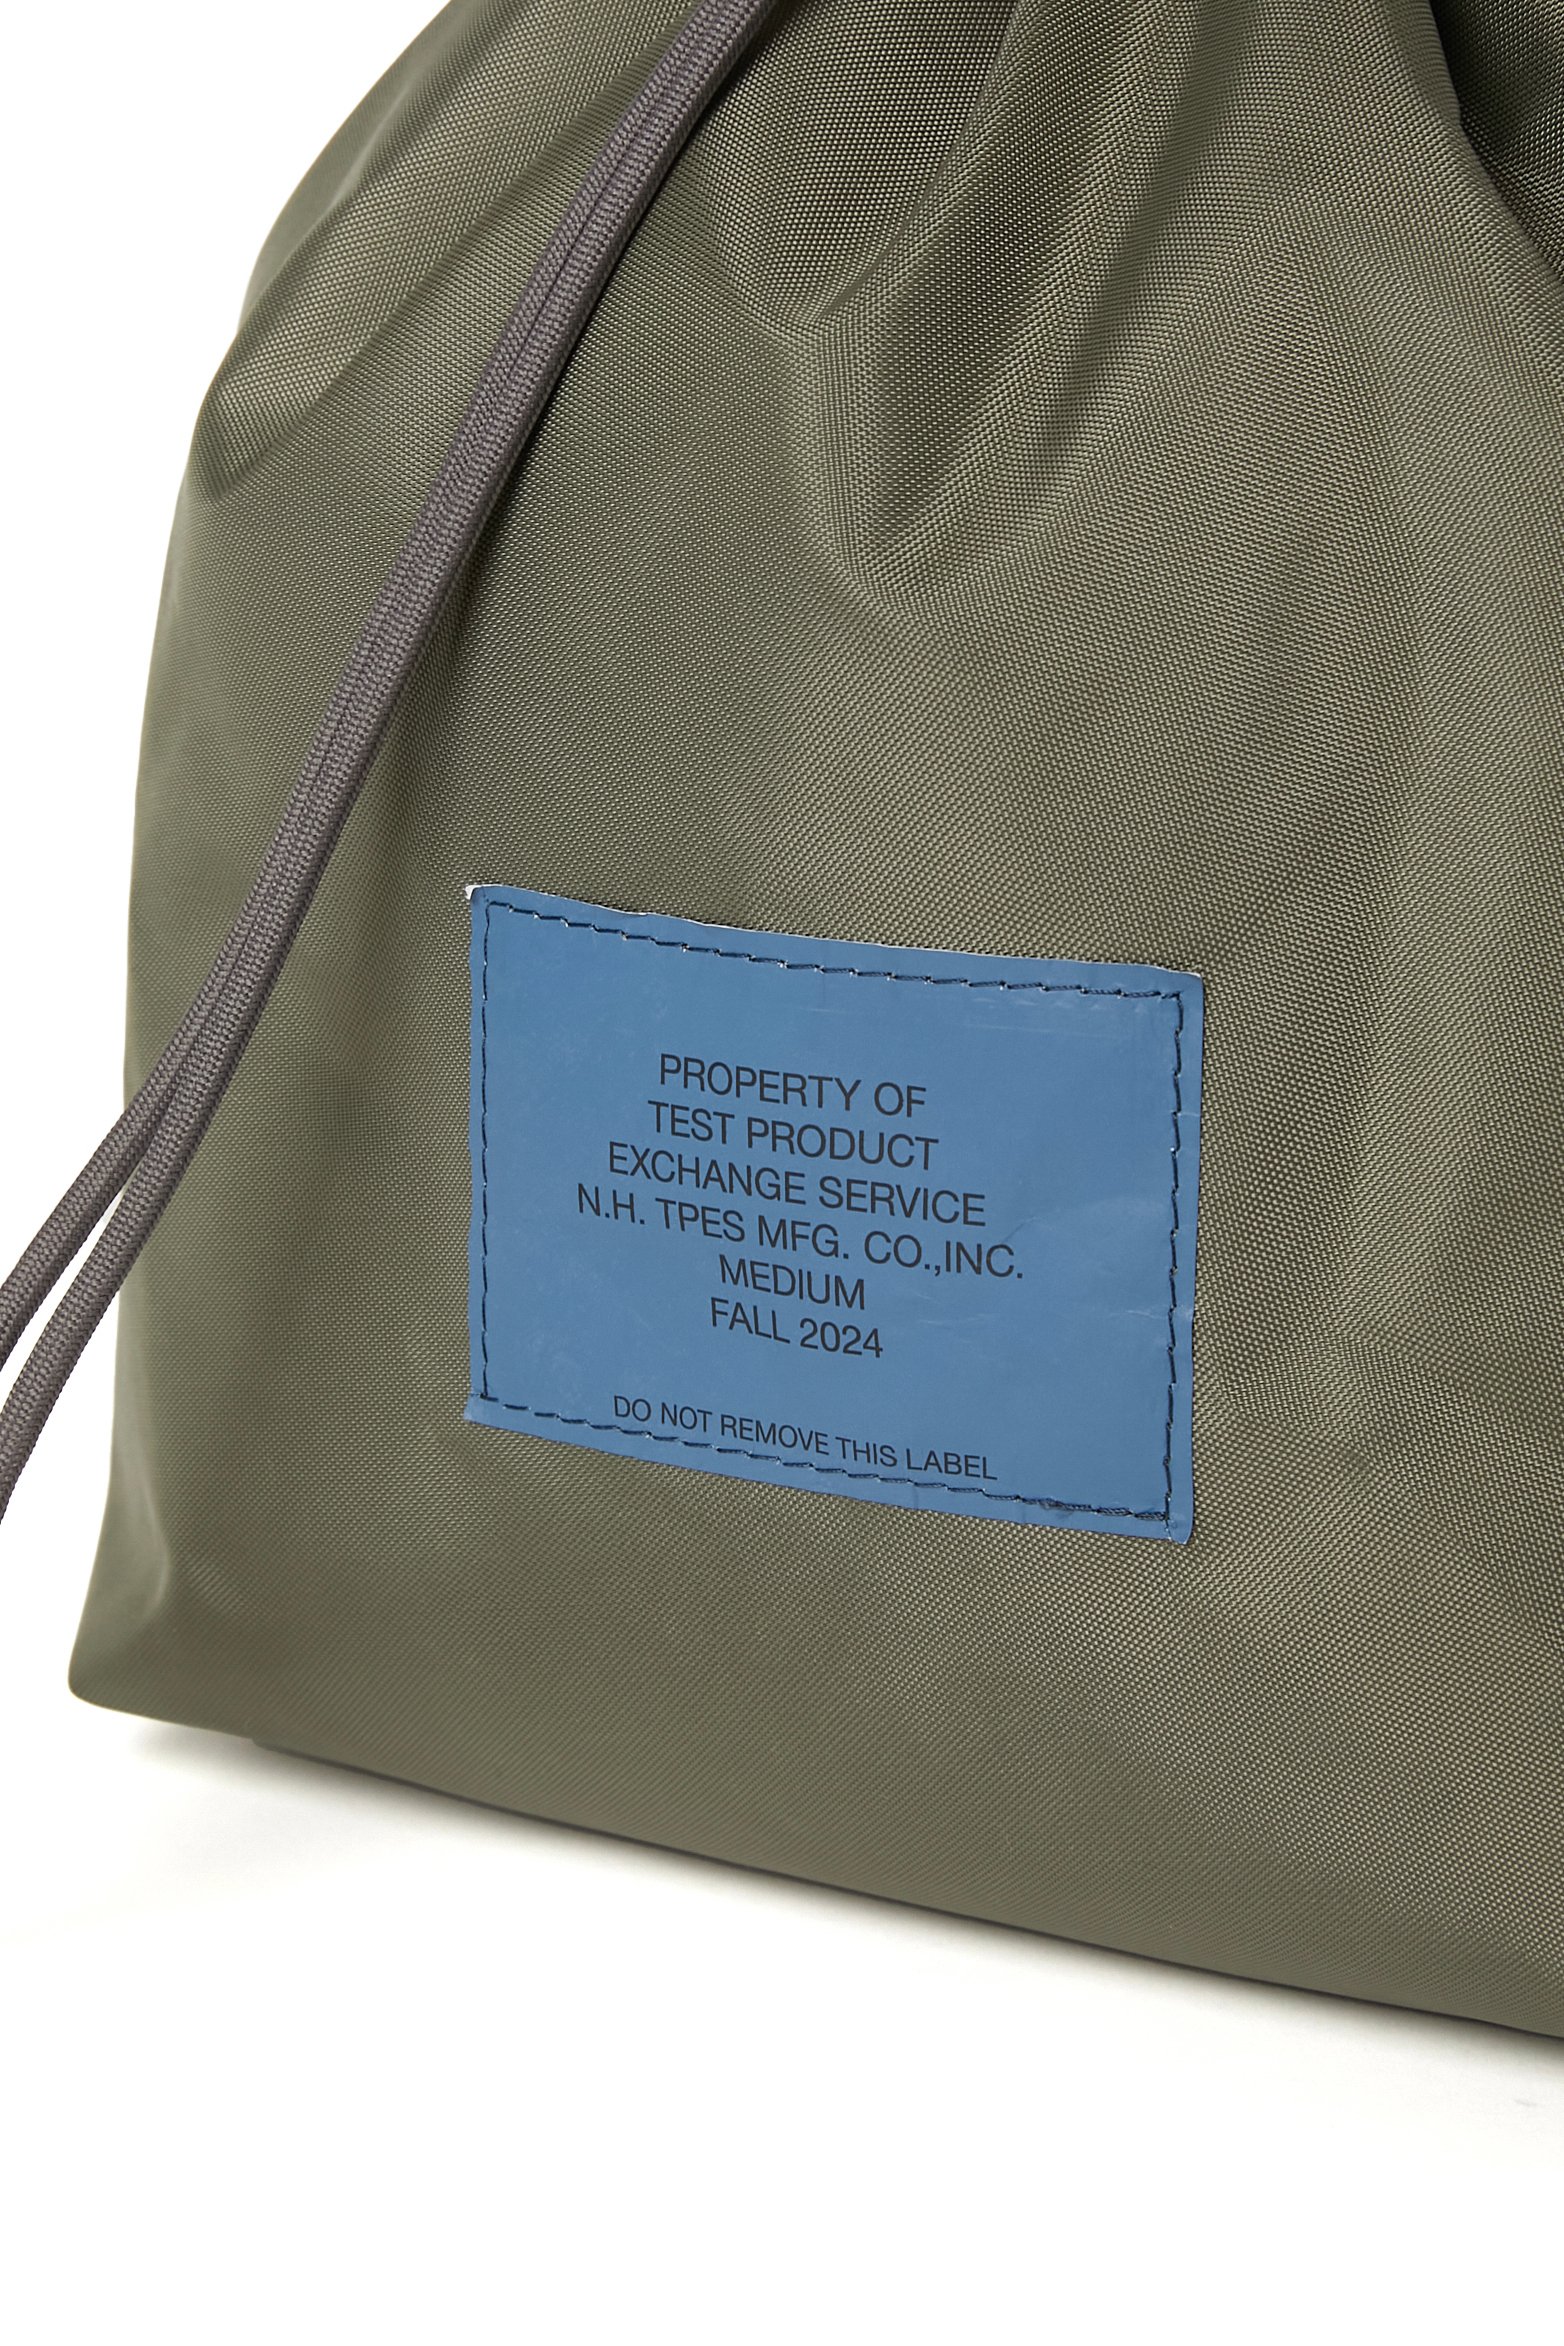 PROPERTY OF
TEST PRODUCT
EXCHANGE SERVICE
N.H. TPES MFG. CO.,INC.
MEDIUM
FALL 2024
DO NOT REMOVE THIS LABEL